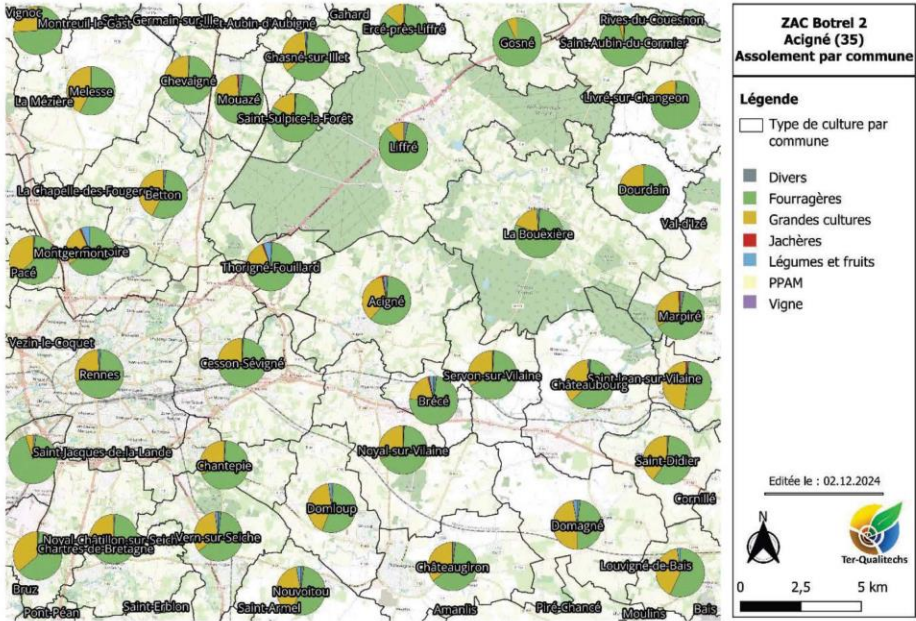 Vignoc
Montreuil-le-Gast
Saint-Germain-sur-Ille
Saint-Aubin-d'Aubigné
Gahard
Ercé-près-Liffré
Gosné
Rives-du-Couesnon
Saint-Aubin-du-Cormier
Chasné-sur-Illet
Chevaigné
Melesse
La Mézière
Mouazé
Saint-Sulpice-la-Forêt
Livré-sur-Changeon
Liffré
La Chapelle-des-Fougeretz
Betton
Dourdain
Val-d'Izé
La Bouëxière
Montgermont
Pacé
Thorigné-Fouillard
Acigné
Marpiré
Vezin-le-Coquet
Rennes
Cesson-Sévigné
Servon-sur-Vilaine
Châteaubourg
Saint-Jean-sur-Vilaine
Brécé
Saint-Jacques-de-la-Lande
Chantepie
Noyal-sur-Vilaine
Saint-Didier
Cornillé
Domloup
Domagné
Noyal-Châtillon-sur-Seiche
Vern-sur-Seiche
Chartres-de-Bretagne
Châteaugiron
Louvigné-de-Bais
Bruz
Nouvoitou
Pont-Péan
Saint-Erblon
Saint-Armel
Amanlis
Piré-Chancé
Moulins
Bais
ZAC Botrel 2
Acigné (35)
Assolement par commune
Légende
Type de culture par
commune
Divers
Fourragères
Grandes cultures
Jachères
Légumes et fruits
PPAM
Vigne
Editée le : 02.12.2024
N
Ter-Qualitechs
0 2,5 5 km